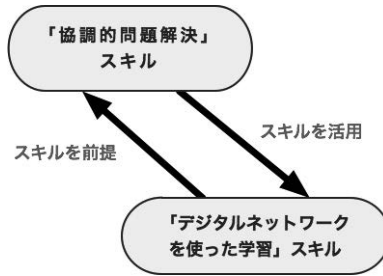 「協調的問題解決」
スキル
スキルを活用
スキルを前提
「デジタルネットワーク
を使った学習」スキル